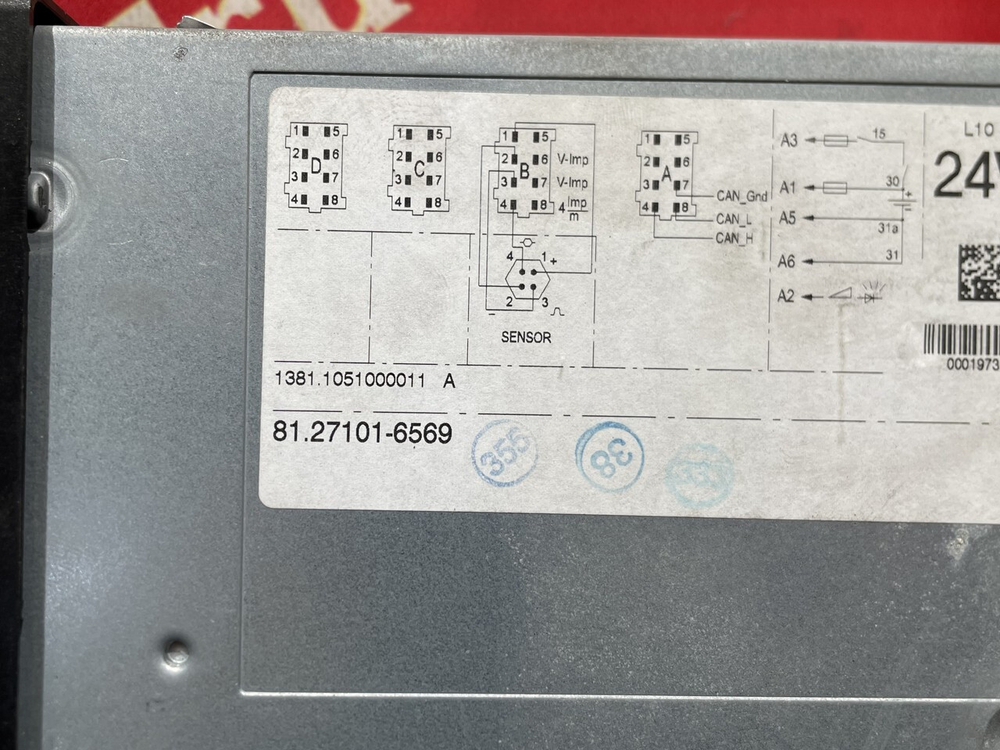 1 5 1 5 1 5 1 5
2 6 2 6 2 6 V-Imp 2 6
D C B A
3 7 3 7 3 7 V-Imp 3 7 CAN_Gnd
4 8 4 8 4 8 4 Imp/m 4 8 CAN_L
CAN_H
4 1 +
2 3
–
SENSOR
A3 15
A1 30
+
A5 31a
A6 31
A2
L10
24V
0001973
1381.1051000011 A
81.27101-6569
355 38